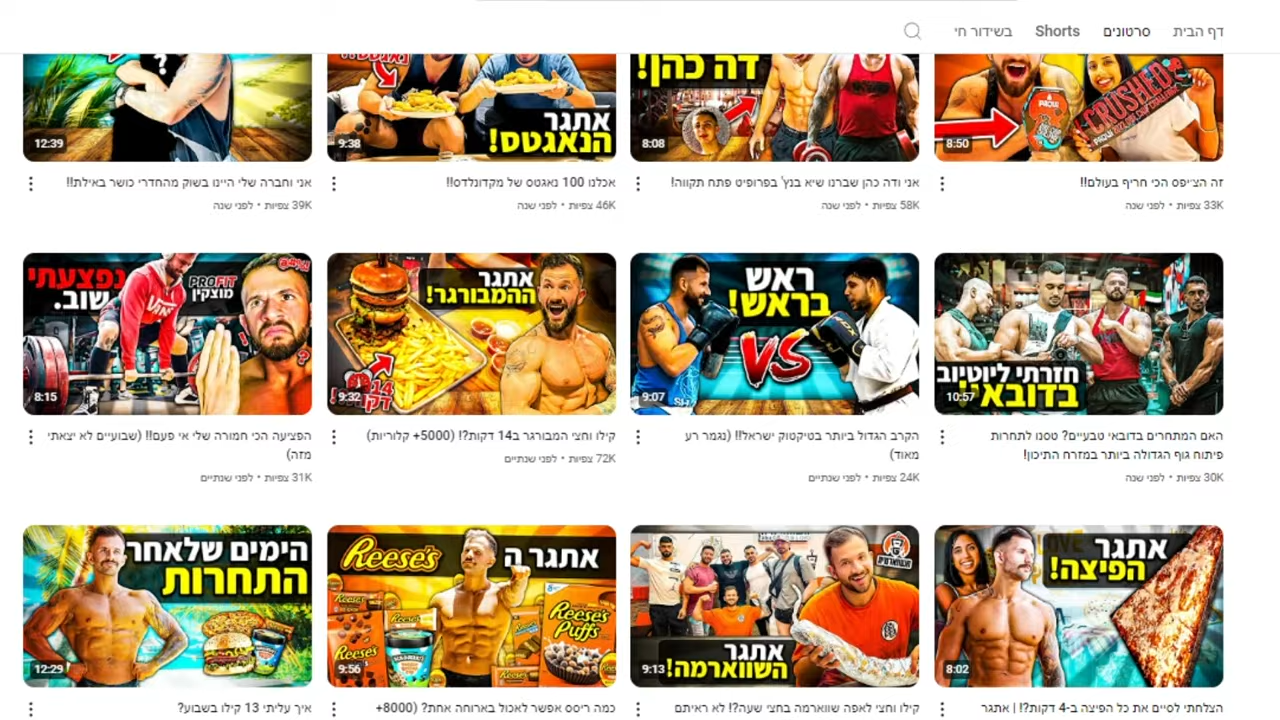 דף הבית
סרטונים
Shorts
בשידור חי
CRUSHED
PAQUI
8:50
זה הצ׳יפס הכי חריף בעולם!!
33K צפיות • לפני שנה
דה כהן!
8:08
אני ודה כהן שברנו שיא בנץ' בפרופיט פתח תקווה!
58K צפיות • לפני שנה
אתגר
הנאגטס!
9:38
אכלנו 100 נאגטס של מקדונלדס!!
46K צפיות • לפני שנה
?
12:39
אני וחברה שלי היינו בשוק מהחדרי כושר באילת!!
39K צפיות • לפני שנה
חזרתי ליוטיוב
בדובאי!
10:57
האם המתחרים בדובאי טבעיים? טסנו לתחרות
פיתוח גוף הגדולה ביותר במזרח התיכון!
30K צפיות • לפני שנה
ראש
בראש!
VS
9:07
הקרב הגדול ביותר בטיקטוק ישראל!! (נגמר רע
מאוד)
24K צפיות • לפני שנתיים
אתגר
ההמבורגר!
14
דקות
9:32
קילו וחצי המבורגר ב14 דקות?! (5000+ קלוריות)
72K צפיות • לפני שנתיים
נפצעתי
שוב.
PROFIT
מוצקין
?
8:15
הפציעה הכי חמורה שלי אי פעם!! (שבועיים לא יצאתי
מזה)
31K צפיות • לפני שנתיים
אתגר
הפיצה!
8:02
הצלחתי לסיים את כל הפיצה ב-4 דקות?! | אתגר
אתגר
השווארמה!
9:13
קילו וחצי לאפה שווארמה בחצי שעה?! לא ראיתם
אתגר ה
Reese's
Reese's
Reese's
Reese's
Reese's
Puffs
9:56
כמה ריסס אפשר לאכול בארוחה אחת? (8000+
הימים שלאחר
התחרות
12:29
איך עליתי 13 קילו בשבוע?